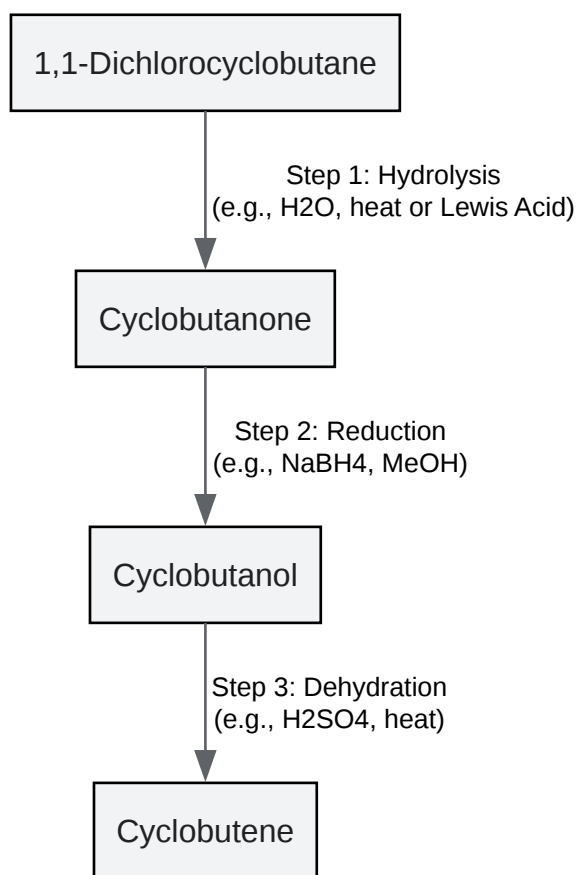 1,1-Dichlorocyclobutane
Step 1: Hydrolysis
(e.g., H2O, heat or Lewis Acid)
Cyclobutanone
Step 2: Reduction
(e.g., NaBH4, MeOH)
Cyclobutanol
Step 3: Dehydration
(e.g., H2SO4, heat)
Cyclobutene